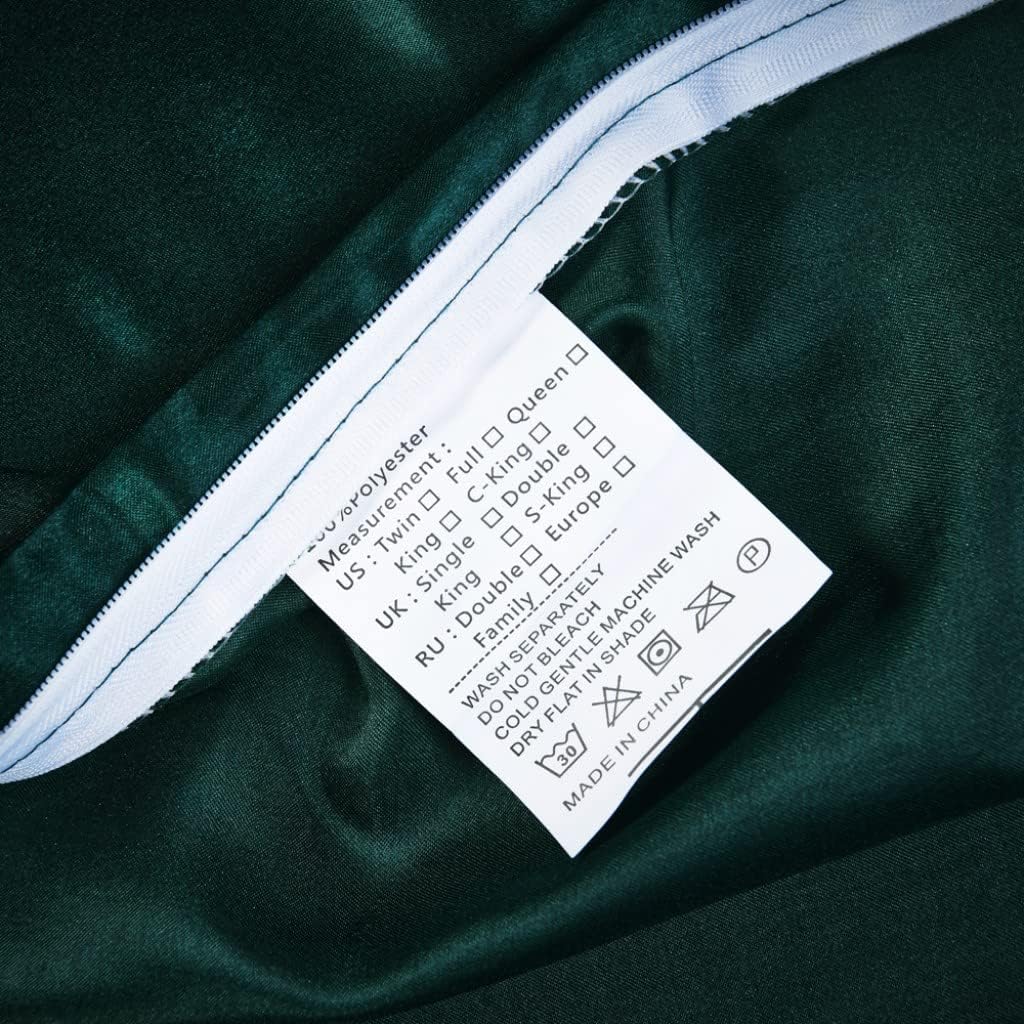 100%Polyester
Measurement :
US : Twin □ Full □ Queen □
King □ C-King □
UK : Single □ Double □
King □ S-King □
RU : Double □ Europe □
Family □
WASH SEPARATELY
DO NOT BLEACH
COLD GENTLE MACHINE WASH
DRY FLAT IN SHADE
30 P
MADE IN CHINA